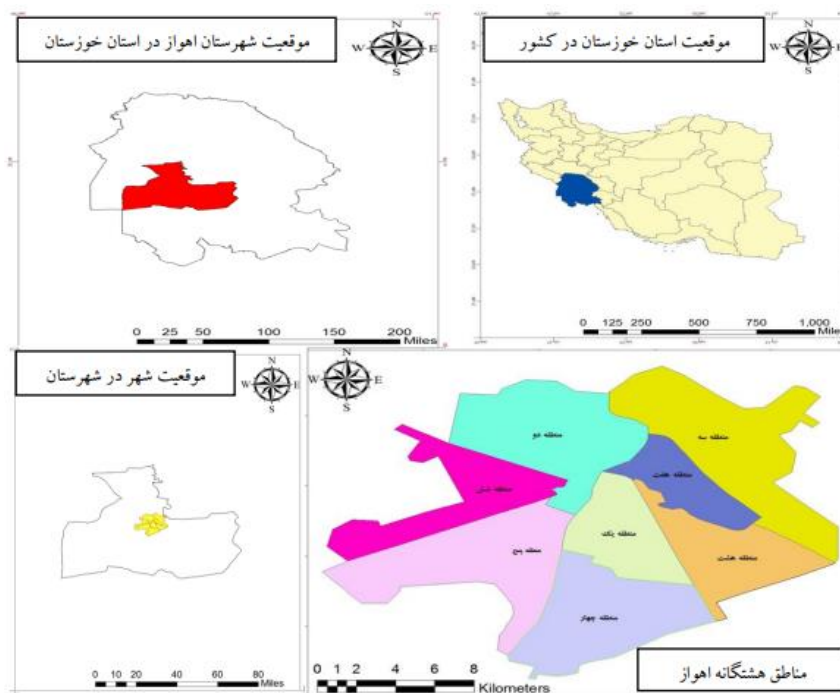 موقعیت استان خوزستان در کشور
N
W
E
S
0 125 250 500 750 1,000
Miles
موقعیت شهرستان اهواز در استان خوزستان
N
W
E
S
0 25 50 100 150 200
Miles
موقعیت شهر در شهرستان
N
W
E
S
0 10 20 40 60 80
Miles
N
W
E
S
منطقه دو
منطقه سه
منطقه هشت
منطقه شش
منطقه یک
منطقه هشت
منطقه پنج
منطقه چهار
0 1 2 4 6 8
Kilometers
مناطق هشتگانه اهواز